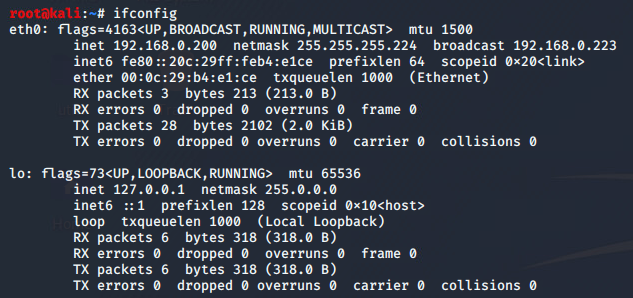 root@kali:~# ifconfig
eth0: flags=4163<UP,BROADCAST,RUNNING,MULTICAST>  mtu 1500
        inet 192.168.0.200  netmask 255.255.255.224  broadcast 192.168.0.223
        inet6 fe80::20c:29ff:feb4:e1ce  prefixlen 64  scopeid 0×20<link>
        ether 00:0c:29:b4:e1:ce  txqueuelen 1000  (Ethernet)
        RX packets 3  bytes 213 (213.0 B)
        RX errors 0  dropped 0  overruns 0  frame 0
        TX packets 28  bytes 2102 (2.0 KiB)
        TX errors 0  dropped 0 overruns 0  carrier 0  collisions 0

lo: flags=73<UP,LOOPBACK,RUNNING>  mtu 65536
        inet 127.0.0.1  netmask 255.0.0.0
        inet6 ::1  prefixlen 128  scopeid 0×10<host>
        loop  txqueuelen 1000  (Local Loopback)
        RX packets 6  bytes 318 (318.0 B)
        RX errors 0  dropped 0  overruns 0  frame 0
        TX packets 6  bytes 318 (318.0 B)
        TX errors 0  dropped 0 overruns 0  carrier 0  collisions 0